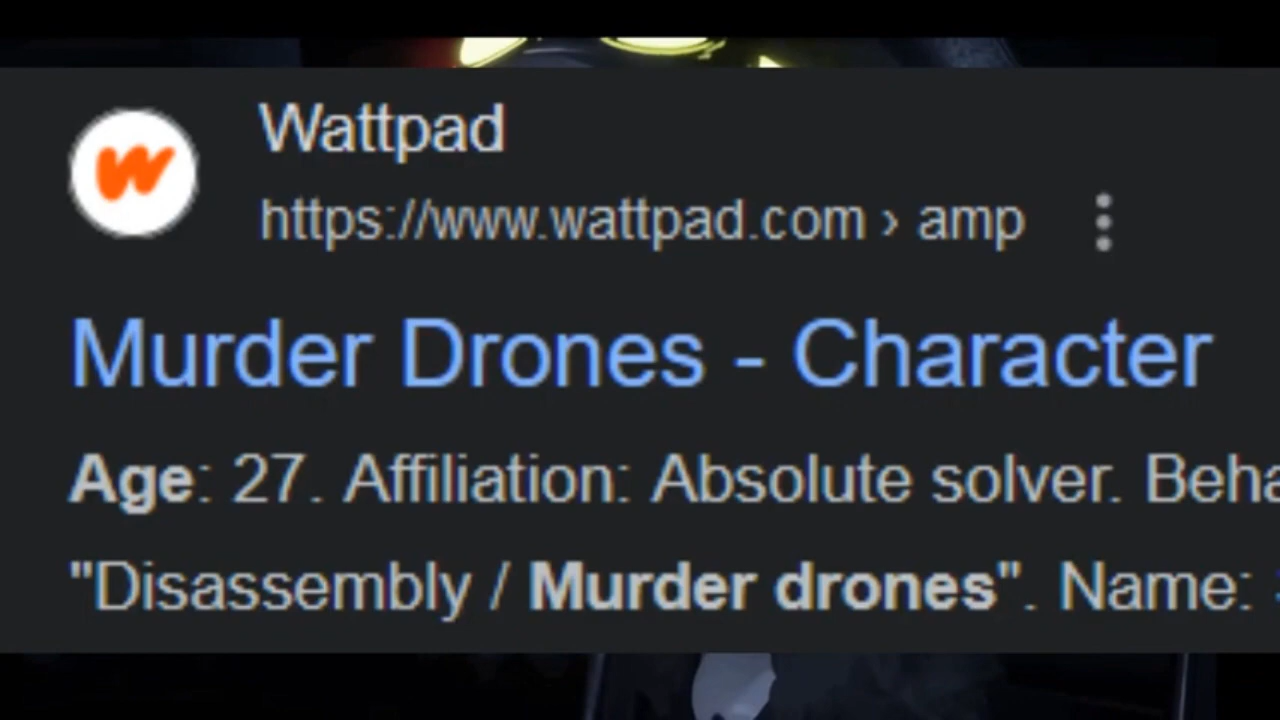 Wattpad
https://www.wattpad.com › amp
Murder Drones - Character
Age: 27. Affiliation: Absolute solver. Beha
"Disassembly / Murder drones". Name: